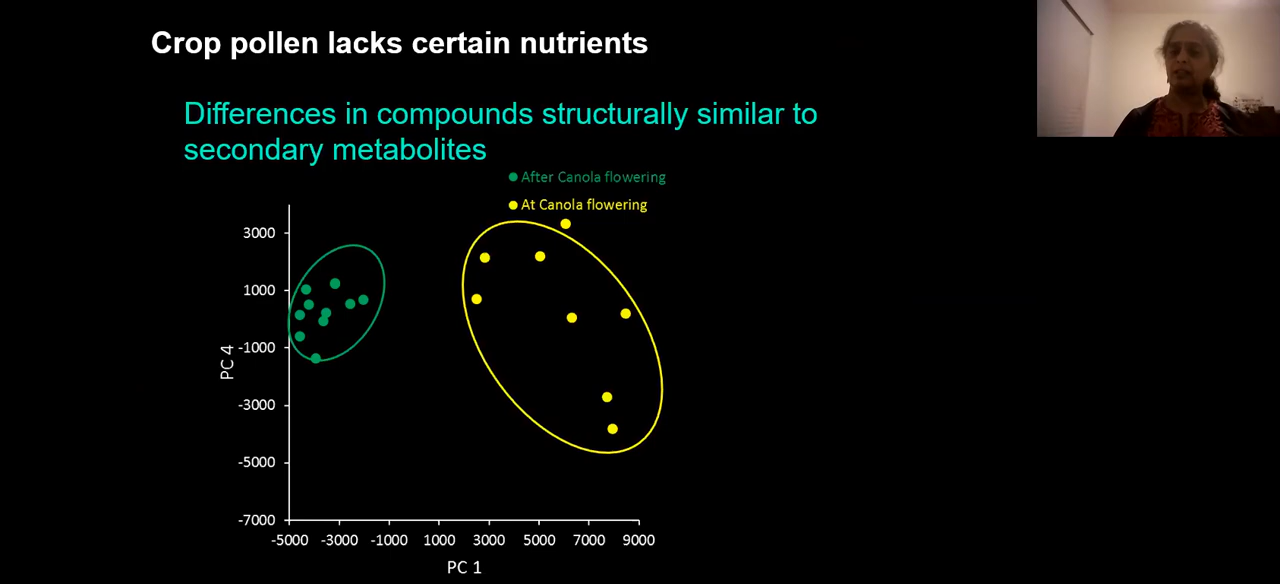 Crop pollen lacks certain nutrients
Differences in compounds structurally similar to
secondary metabolites
After Canola flowering
At Canola flowering
3000
1000
-1000
-3000
-5000
-7000
PC 4
-5000 -3000 -1000 1000 3000 5000 7000 9000
PC 1